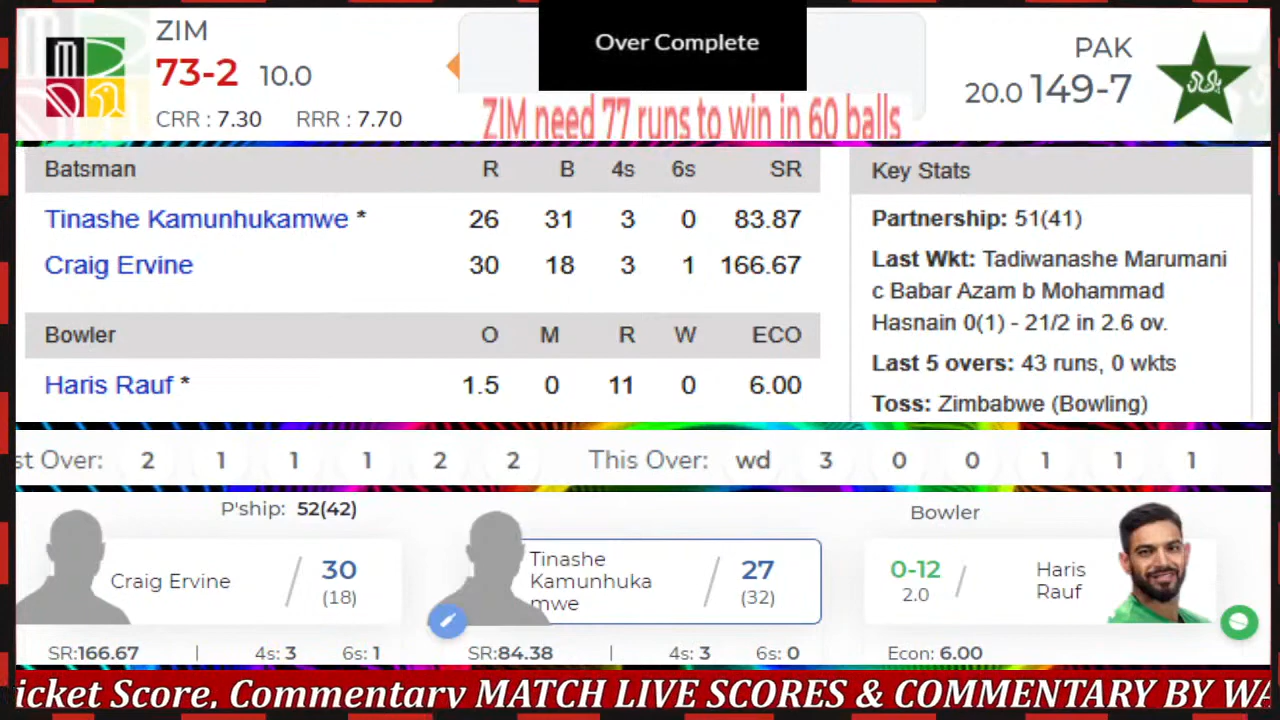 ZIM
73-2 10.0
CRR : 7.30 RRR : 7.70
Over Complete
ZIM need 77 runs to win in 60 balls
PAK
20.0 149-7
Batsman R B 4s 6s SR
Tinashe Kamunhukamwe * 26 31 3 0 83.87
Craig Ervine 30 18 3 1 166.67
Bowler O M R W ECO
Haris Rauf * 1.5 0 11 0 6.00
Key Stats
Partnership: 51(41)
Last Wkt: Tadiwanashe Marumani
c Babar Azam b Mohammad
Hasnain 0(1) - 21/2 in 2.6 ov.
Last 5 overs: 43 runs, 0 wkts
Toss: Zimbabwe (Bowling)
st Over: 2 1 1 1 2 2 This Over: wd 3 0 0 1 1 1
P'ship: 52(42)
Craig Ervine 30
(18)
SR:166.67 | 4s: 3 6s: 1
Tinashe
Kamunhuka
mwe
27
(32)
SR:84.38 | 4s: 3 6s: 0
Bowler
0-12
2.0
Haris
Rauf
Econ: 6.00
icket Score, Commentary MATCH LIVE SCORES & COMMENTARY BY WA